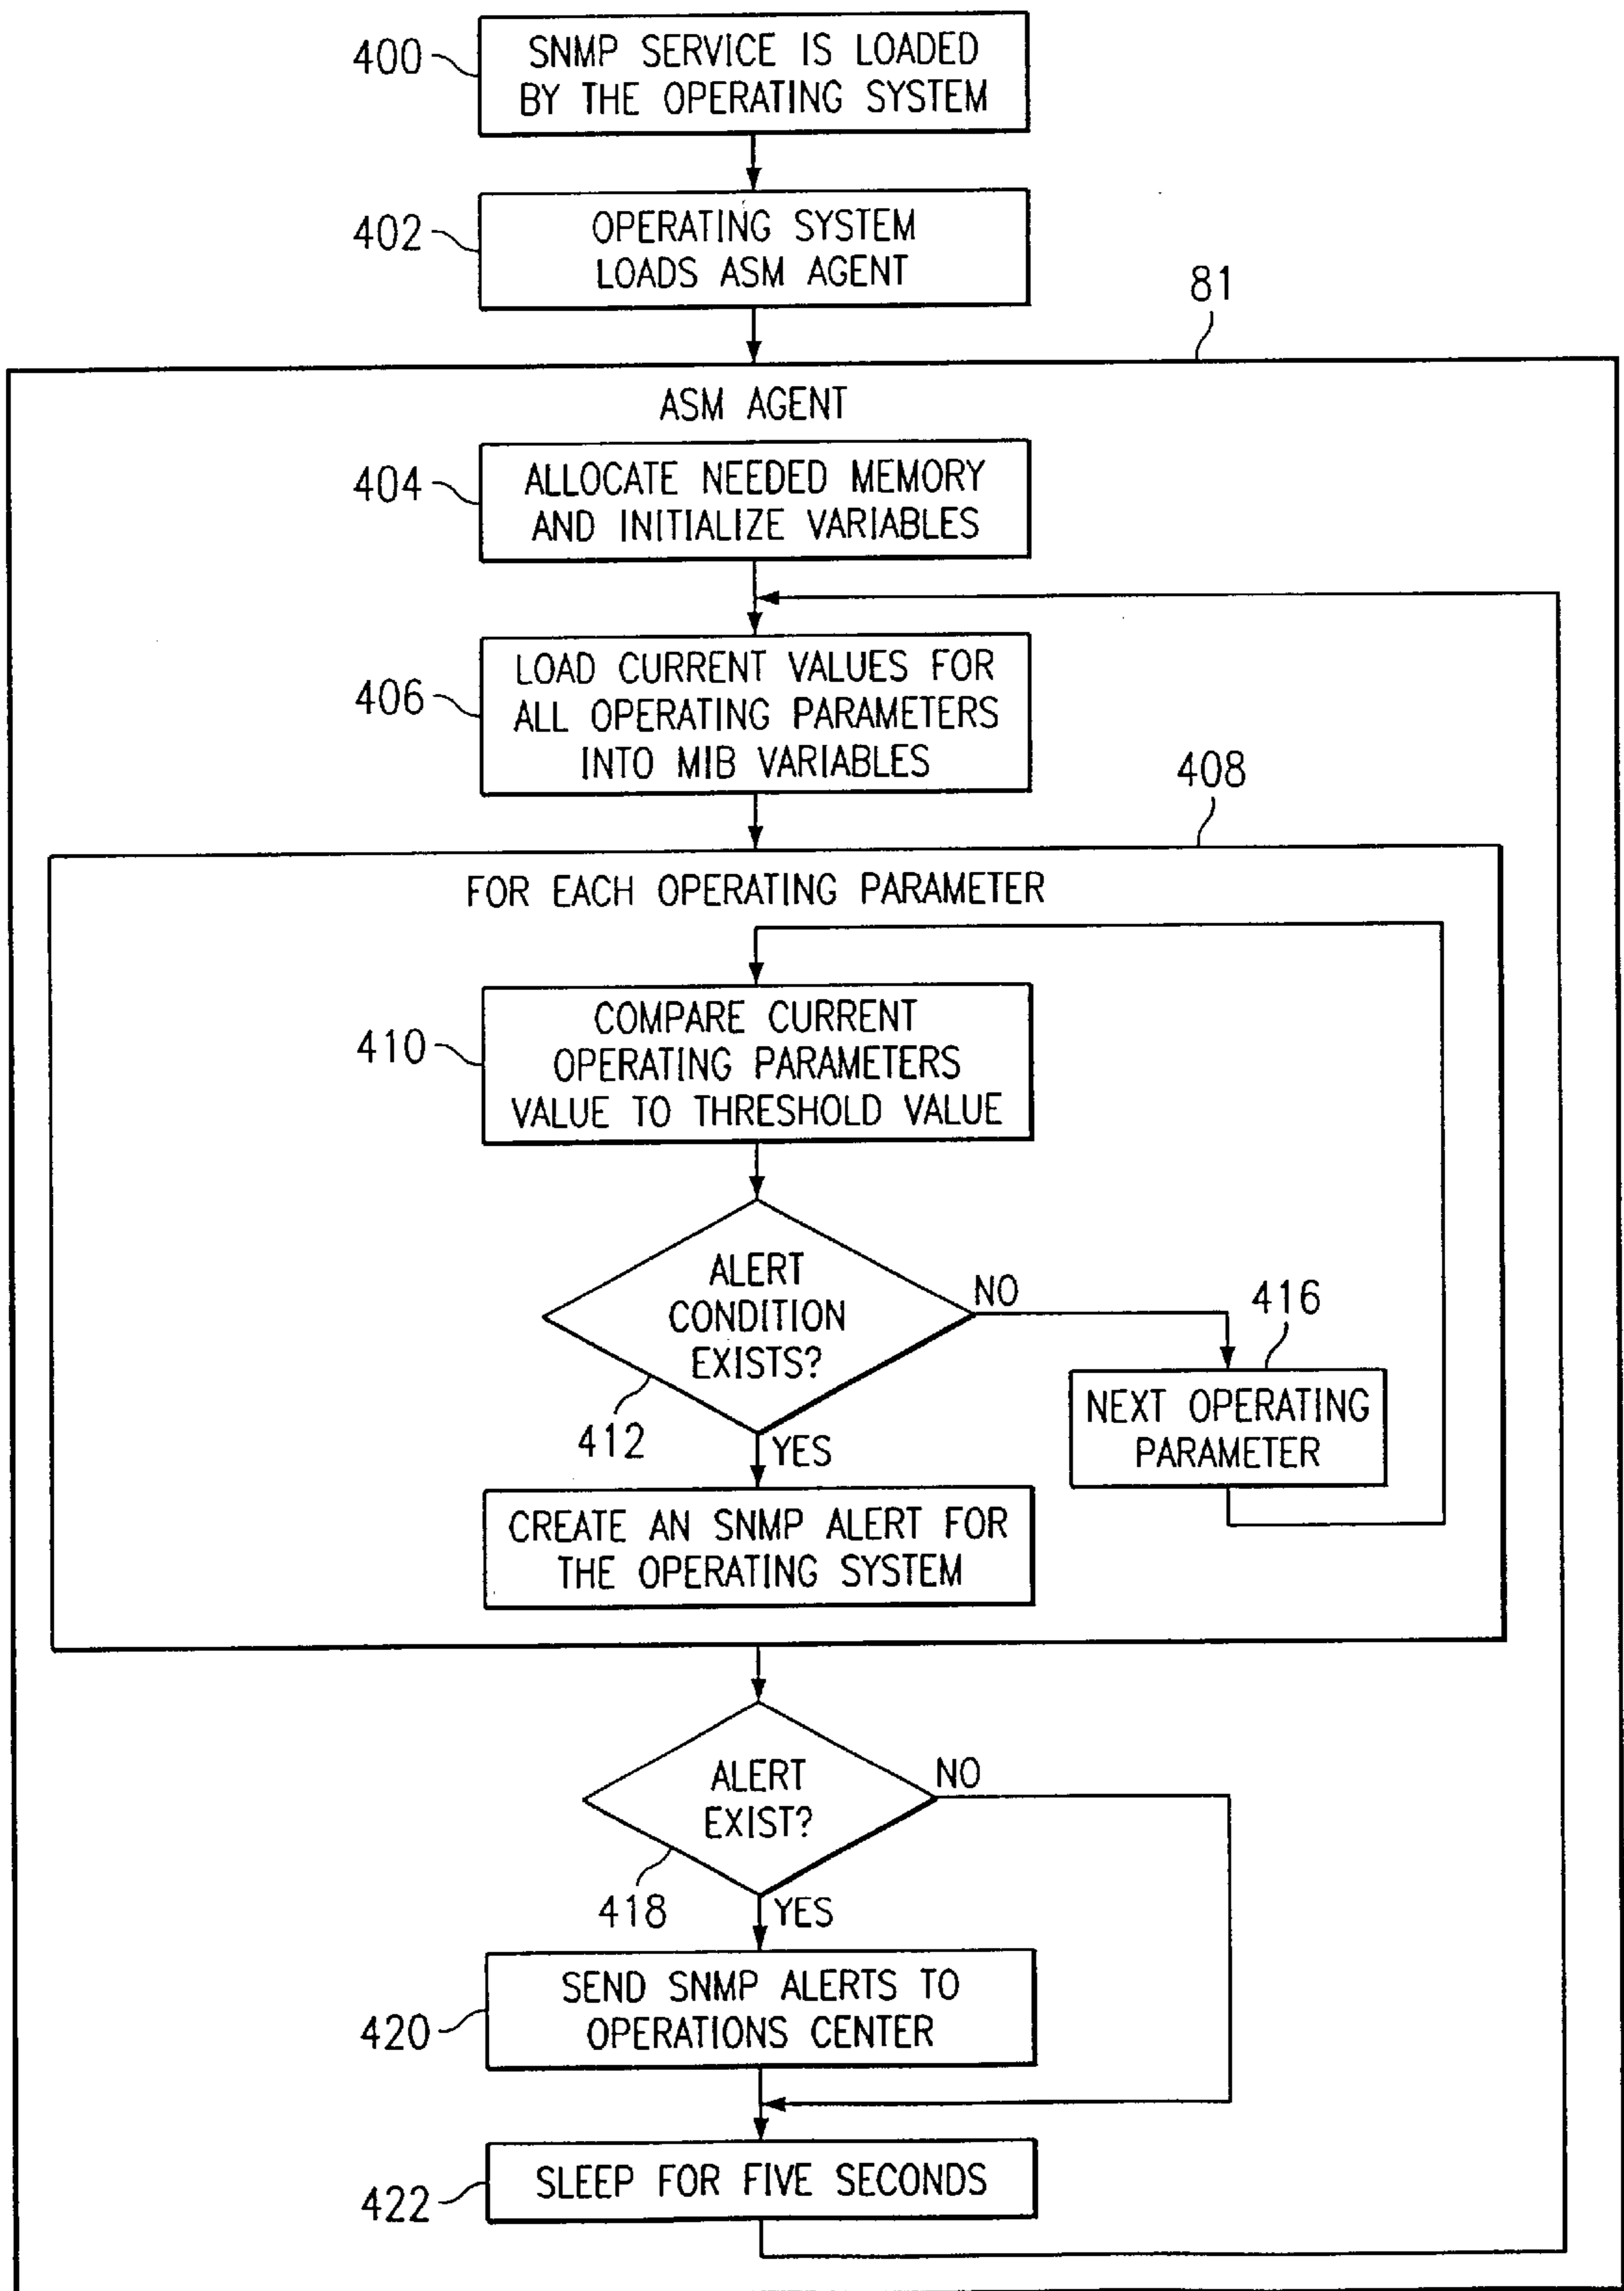 400
SNMP SERVICE IS LOADED
BY THE OPERATING SYSTEM
402
OPERATING SYSTEM
LOADS ASM AGENT
81
ASM AGENT
404
ALLOCATE NEEDED MEMORY
AND INITIALIZE VARIABLES
406
LOAD CURRENT VALUES FOR
ALL OPERATING PARAMETERS
INTO MIB VARIABLES
408
FOR EACH OPERATING PARAMETER
410
COMPARE CURRENT
OPERATING PARAMETERS
VALUE TO THRESHOLD VALUE
ALERT
CONDITION
EXISTS?
NO
416
412
YES
NEXT OPERATING
PARAMETER
CREATE AN SNMP ALERT FOR
THE OPERATING SYSTEM
ALERT
EXIST?
NO
418
YES
420
SEND SNMP ALERTS TO
OPERATIONS CENTER
422
SLEEP FOR FIVE SECONDS